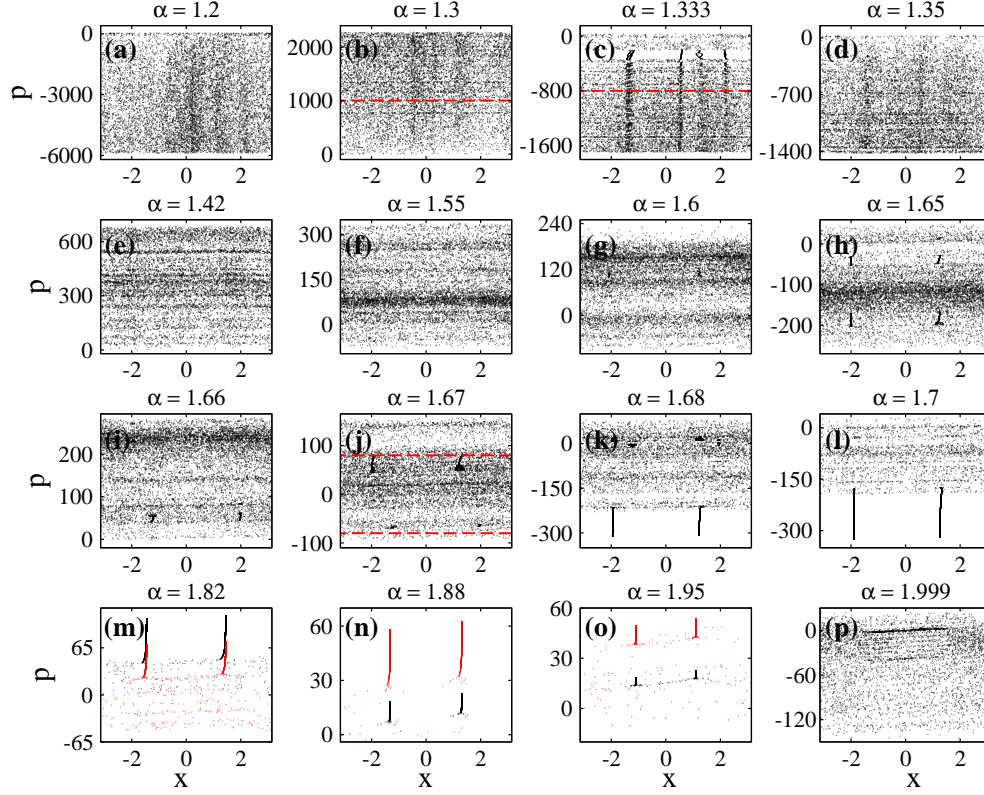 α = 1.2 α = 1.3 α = 1.333 α = 1.35
(a) (b) (c) (d)
p
0 -3000 -6000
2000 1000 0
0 -800 -1600
0 -700 -1400
-2 0 2 -2 0 2 -2 0 2 -2 0 2
α = 1.42 α = 1.55 α = 1.6 α = 1.65
(e) (f) (g) (h)
p
600 300 0
300 150 0
240 120 0
0 -100 -200
-2 0 2 -2 0 2 -2 0 2 -2 0 2
α = 1.66 α = 1.67 α = 1.68 α = 1.7
(i) (j) (k) (l)
p
200 100 0
100 0 -100
0 -150 -300
0 -150 -300
-2 0 2 -2 0 2 -2 0 2 -2 0 2
α = 1.82 α = 1.88 α = 1.95 α = 1.999
(m) (n) (o) (p)
p
65 0 -65
60 30 0
60 40 20 0
0 -60 -120
-2 0 2 -2 0 2 -2 0 2 -2 0 2
x x x x